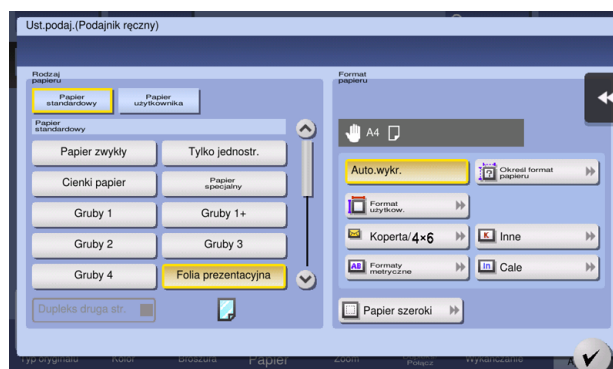 Ust.podaj.(Podajnik ręczny)
Rodzaj
papieru
Papier
standardowy
Papier
użytkownika
Papier
standardowy
Papier zwykły
Tylko jednostr.
Cienki papier
Papier
specjalny
Gruby 1
Gruby 1+
Gruby 2
Gruby 3
Gruby 4
Folia prezentacyjna
Dupleks druga str.
Format
papieru
A4
Auto.wykr.
? Określ format
papieru
Format
użytkow.
Koperta/4×6
K Inne
AB Formaty
metryczne
in Cale
Papier szeroki
Typ oryginału Kolor Broszura Papier Zoom Połącz Wykańczanie